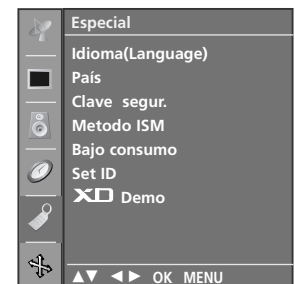 Especial
Idioma(Language)
País
Clave segur.
Metodo ISM
Bajo consumo
Set ID
XD Demo
▲▼ ◄► OK MENU